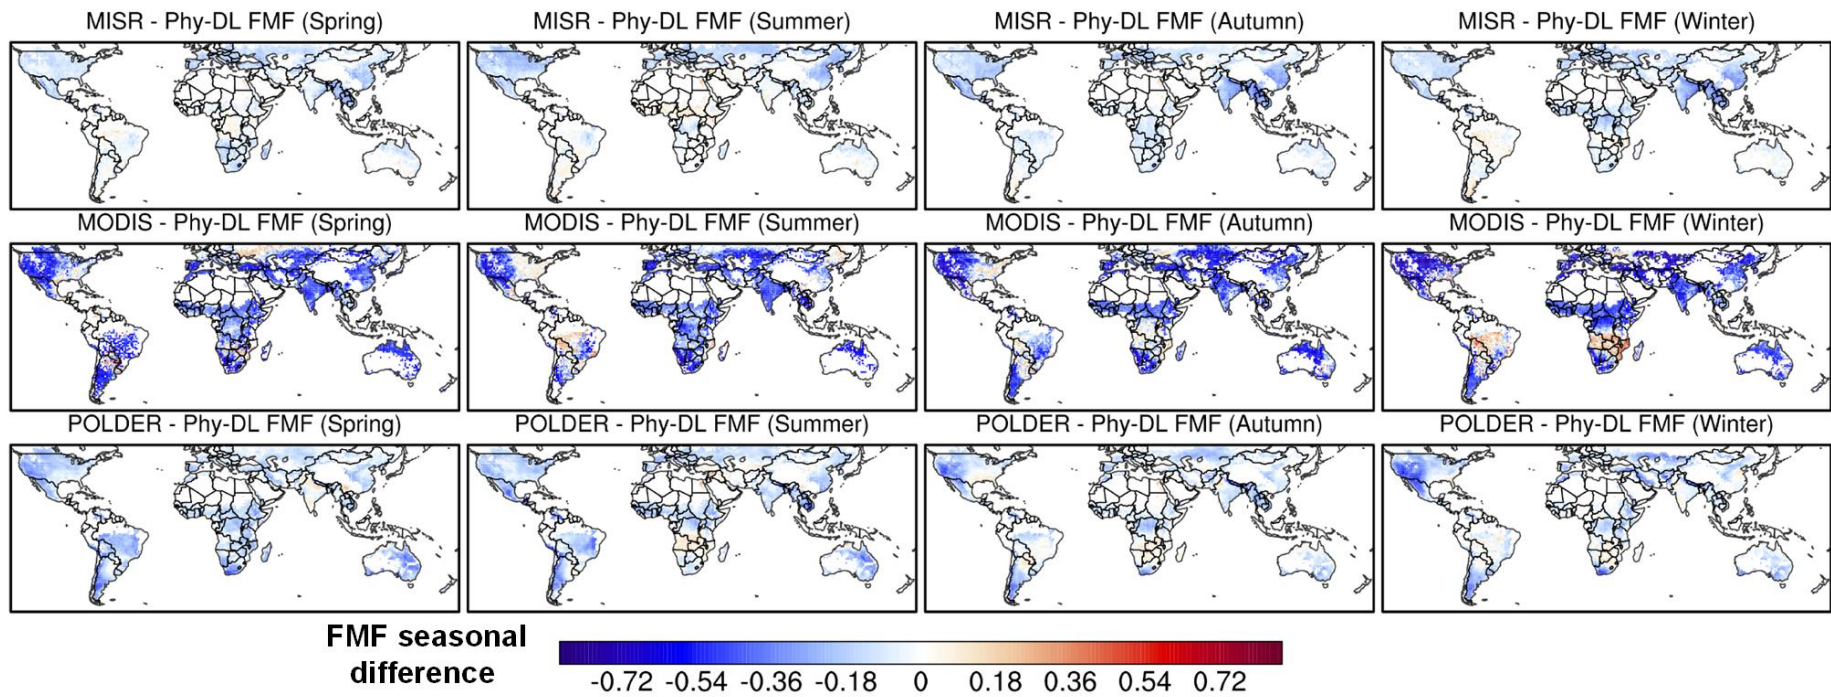 MISR - Phy-DL FMF (Spring)
MISR - Phy-DL FMF (Summer)
MISR - Phy-DL FMF (Autumn)
MISR - Phy-DL FMF (Winter)
MODIS - Phy-DL FMF (Spring)
MODIS - Phy-DL FMF (Summer)
MODIS - Phy-DL FMF (Autumn)
MODIS - Phy-DL FMF (Winter)
POLDER - Phy-DL FMF (Spring)
POLDER - Phy-DL FMF (Summer)
POLDER - Phy-DL FMF (Autumn)
POLDER - Phy-DL FMF (Winter)
FMF seasonal
difference
-0.72 -0.54 -0.36 -0.18 0 0.18 0.36 0.54 0.72